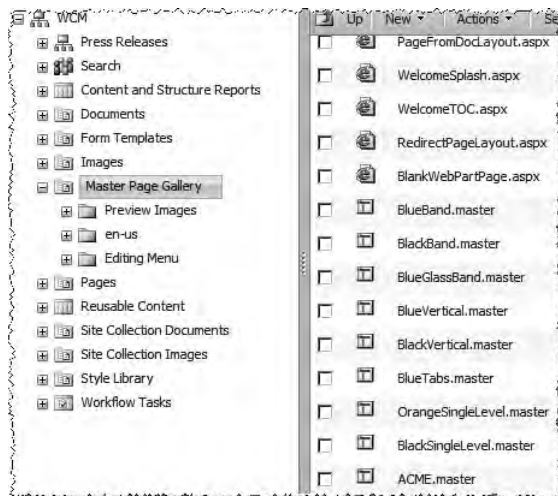 WCM
Press Releases
Search
Content and Structure Reports
Documents
Form Templates
Images
Master Page Gallery
Preview Images
en-us
Editing Menu
Pages
Reusable Content
Site Collection Documents
Site Collection Images
Style Library
Workflow Tasks
Up New Actions
PageFromDocLayout.aspx
WelcomeSplash.aspx
WelcomeTOC.aspx
RedirectPageLayout.aspx
BlankWebPartPage.aspx
BlueBand.master
BlackBand.master
BlueGlassBand.master
BlueVertical.master
BlackVertical.master
BlueTabs.master
OrangeSingleLevel.master
BlackSingleLevel.master
ACME.master